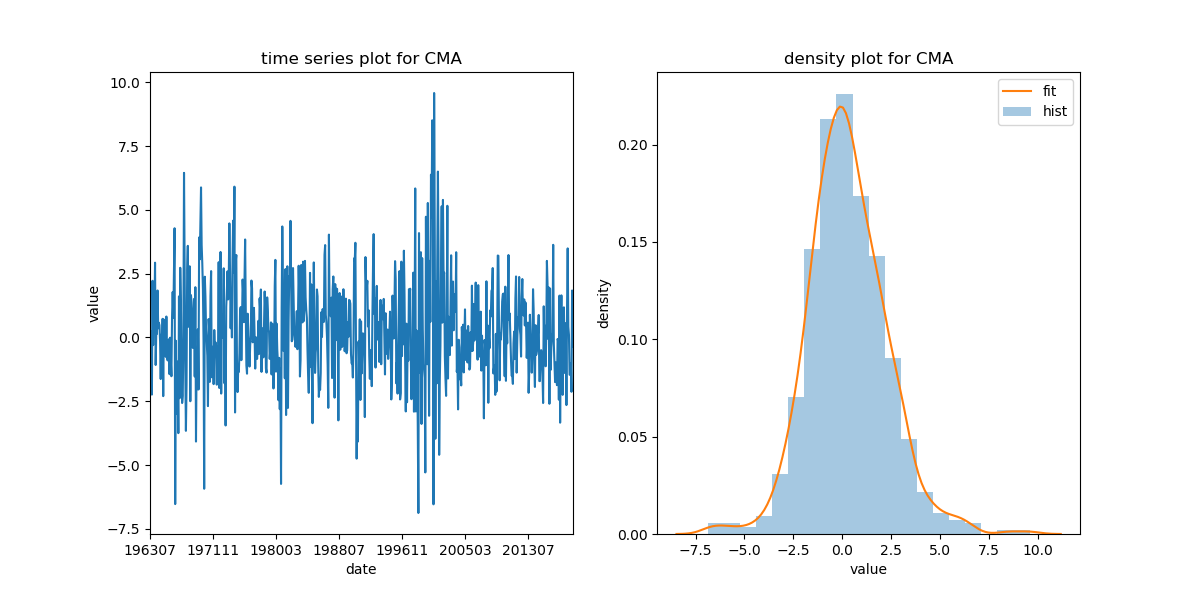 time series plot for CMA
10.0
7.5
5.0
2.5
0.0
−2.5
−5.0
−7.5
value
196307 197111 198003 198807 199611 200503 201307
date
density plot for CMA
fit
hist
0.20
0.15
0.10
0.05
0.00
density
−7.5 −5.0 −2.5 0.0 2.5 5.0 7.5 10.0
value